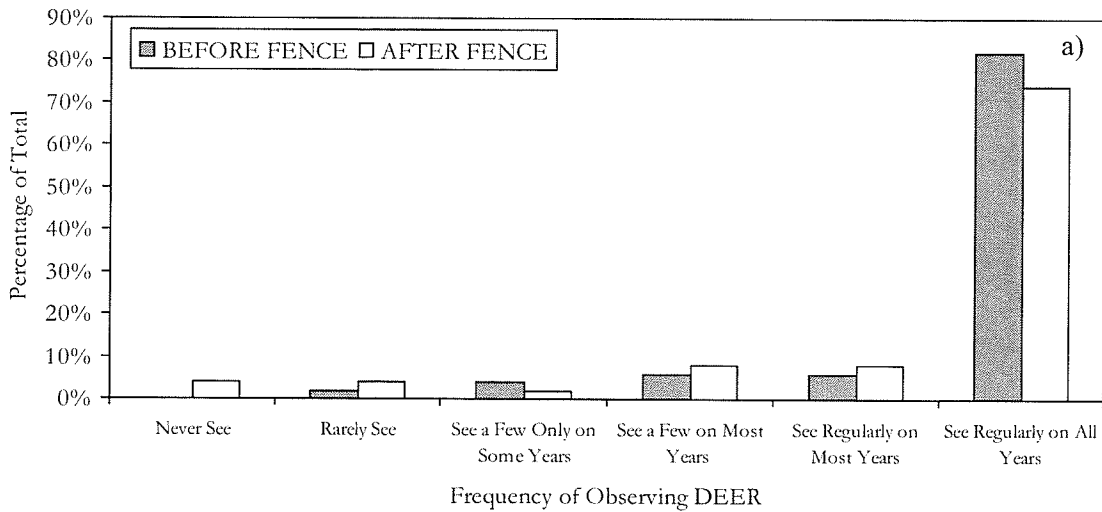 90%
80%
70%
60%
50%
40%
30%
20%
10%
0%
Percentage of Total
BEFORE FENCE AFTER FENCE
a)
Never See
Rarely See
See a Few Only on
Some Years
See a Few on Most
Years
See Regularly on
Most Years
See Regularly on All
Years
Frequency of Observing DEER